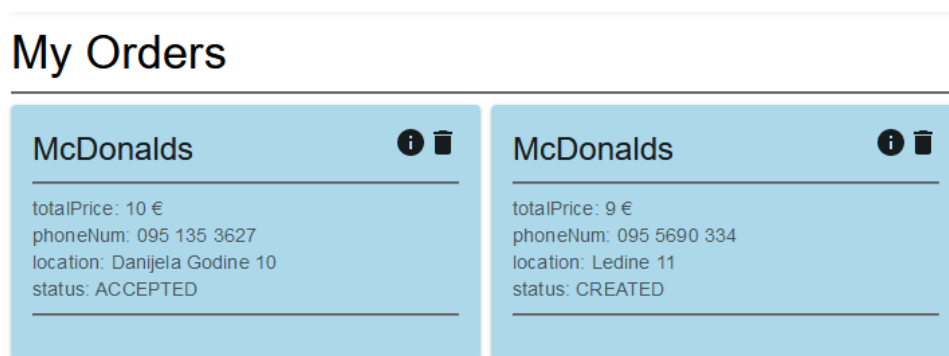 My Orders
McDonalds
totalPrice: 10 €
phoneNum: 095 135 3627
location: Danijela Godine 10
status: ACCEPTED
McDonalds
totalPrice: 9 €
phoneNum: 095 5690 334
location: Ledine 11
status: CREATED